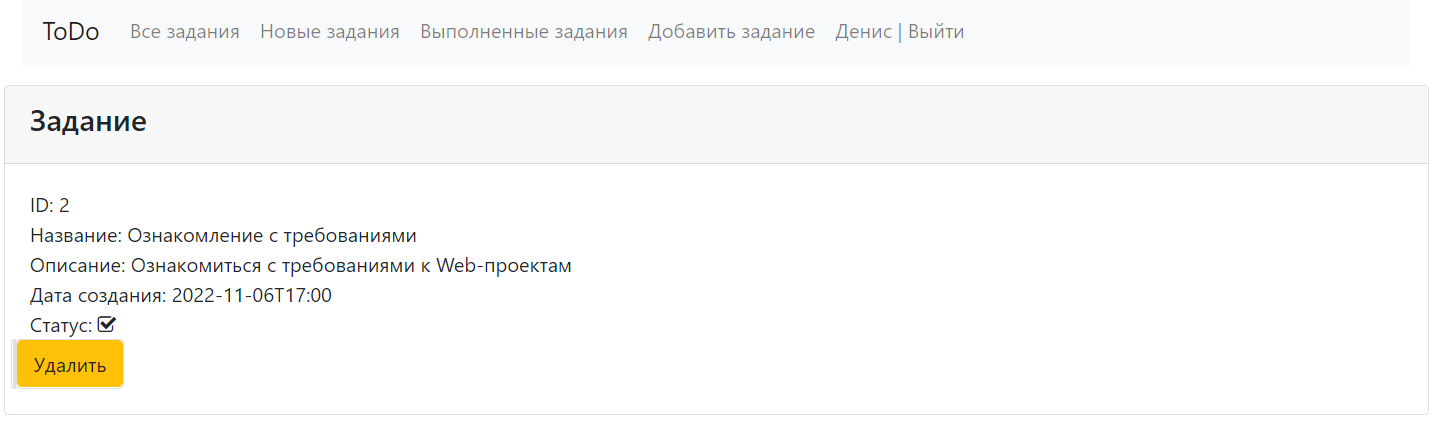 ToDo Все задания Новые задания Выполненные задания Добавить задание Денис | Выйти
Задание
ID: 2
Название: Ознакомление с требованиями
Описание: Ознакомиться с требованиями к Web-проектам
Дата создания: 2022-11-06T17:00
Статус:
Удалить